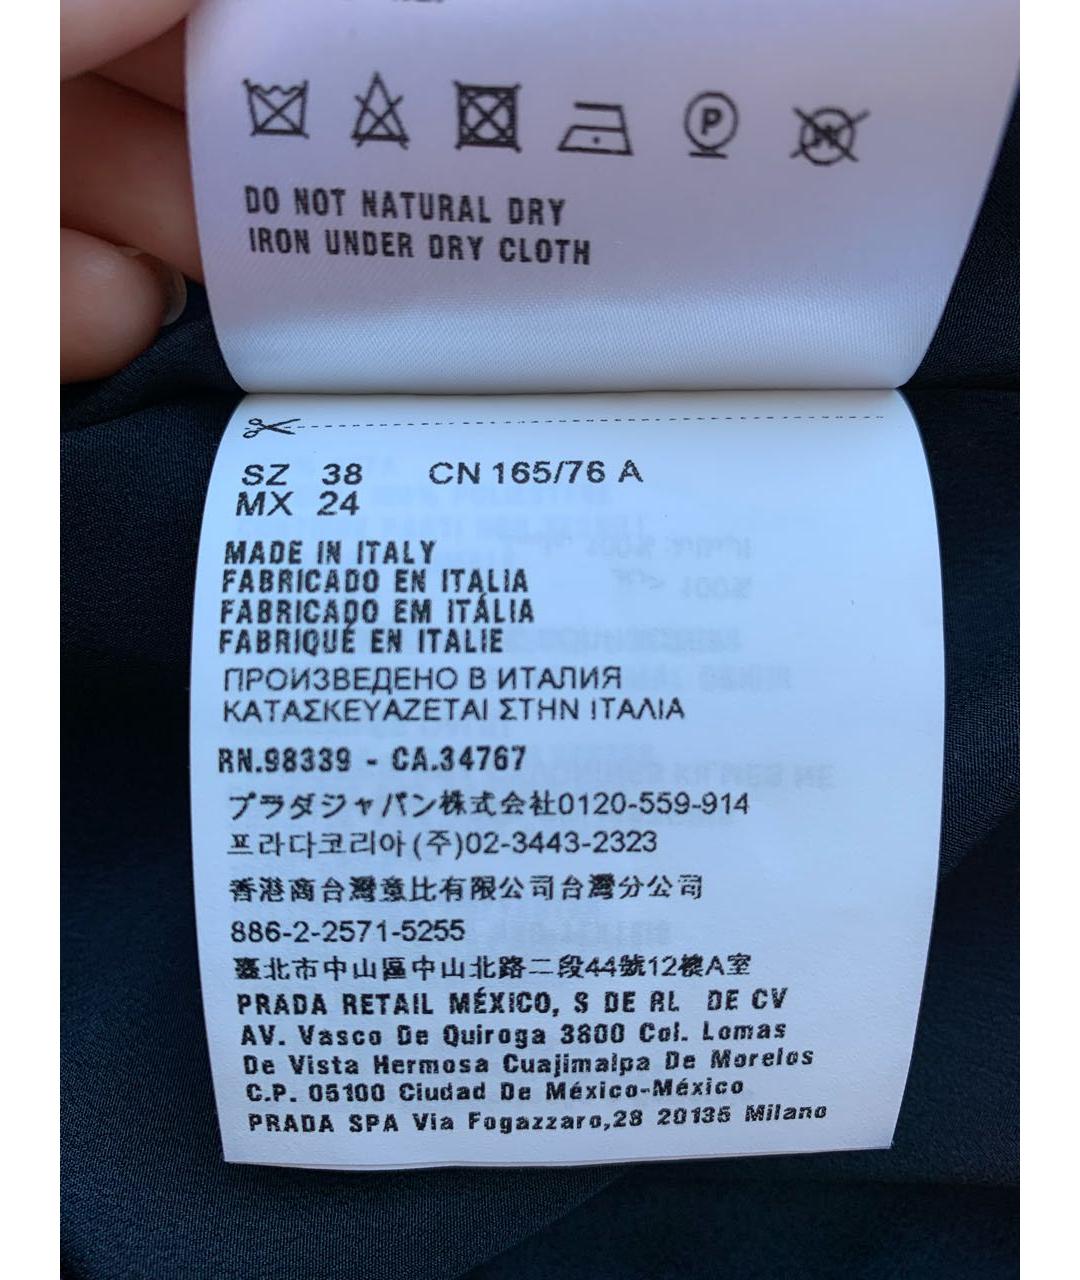 P
W
DO NOT NATURAL DRY
IRON UNDER DRY CLOTH
SZ 38 CN 165/76 A
MX 24
MADE IN ITALY
FABRICADO EN ITALIA
FABRICADO EM ITÁLIA
FABRIQUÉ EN ITALIE
ПРОИЗВЕДЕНО В ИТАЛИЯ
ΚΑΤΑΣΚΕΥΑΖΕΤΑΙ ΣΤΗΝ ΙΤΑΛΙΑ
RN.98339 - CA.34767
プラダジャパン株式会社0120-559-914
프라다코리아(주)02-3443-2323
香港商台灣意比有限公司台灣分公司
886-2-2571-5255
臺北市中山區中山北路二段44號12樓A室
PRADA RETAIL MÉXICO, S DE RL DE CV
AV. Vasco De Quiroga 3800 Col. Lomas
De Vista Hermosa Cuajimalpa De Morelos
C.P. 05100 Ciudad De México-México
PRADA SPA Via Fogazzaro,28 20135 Milano